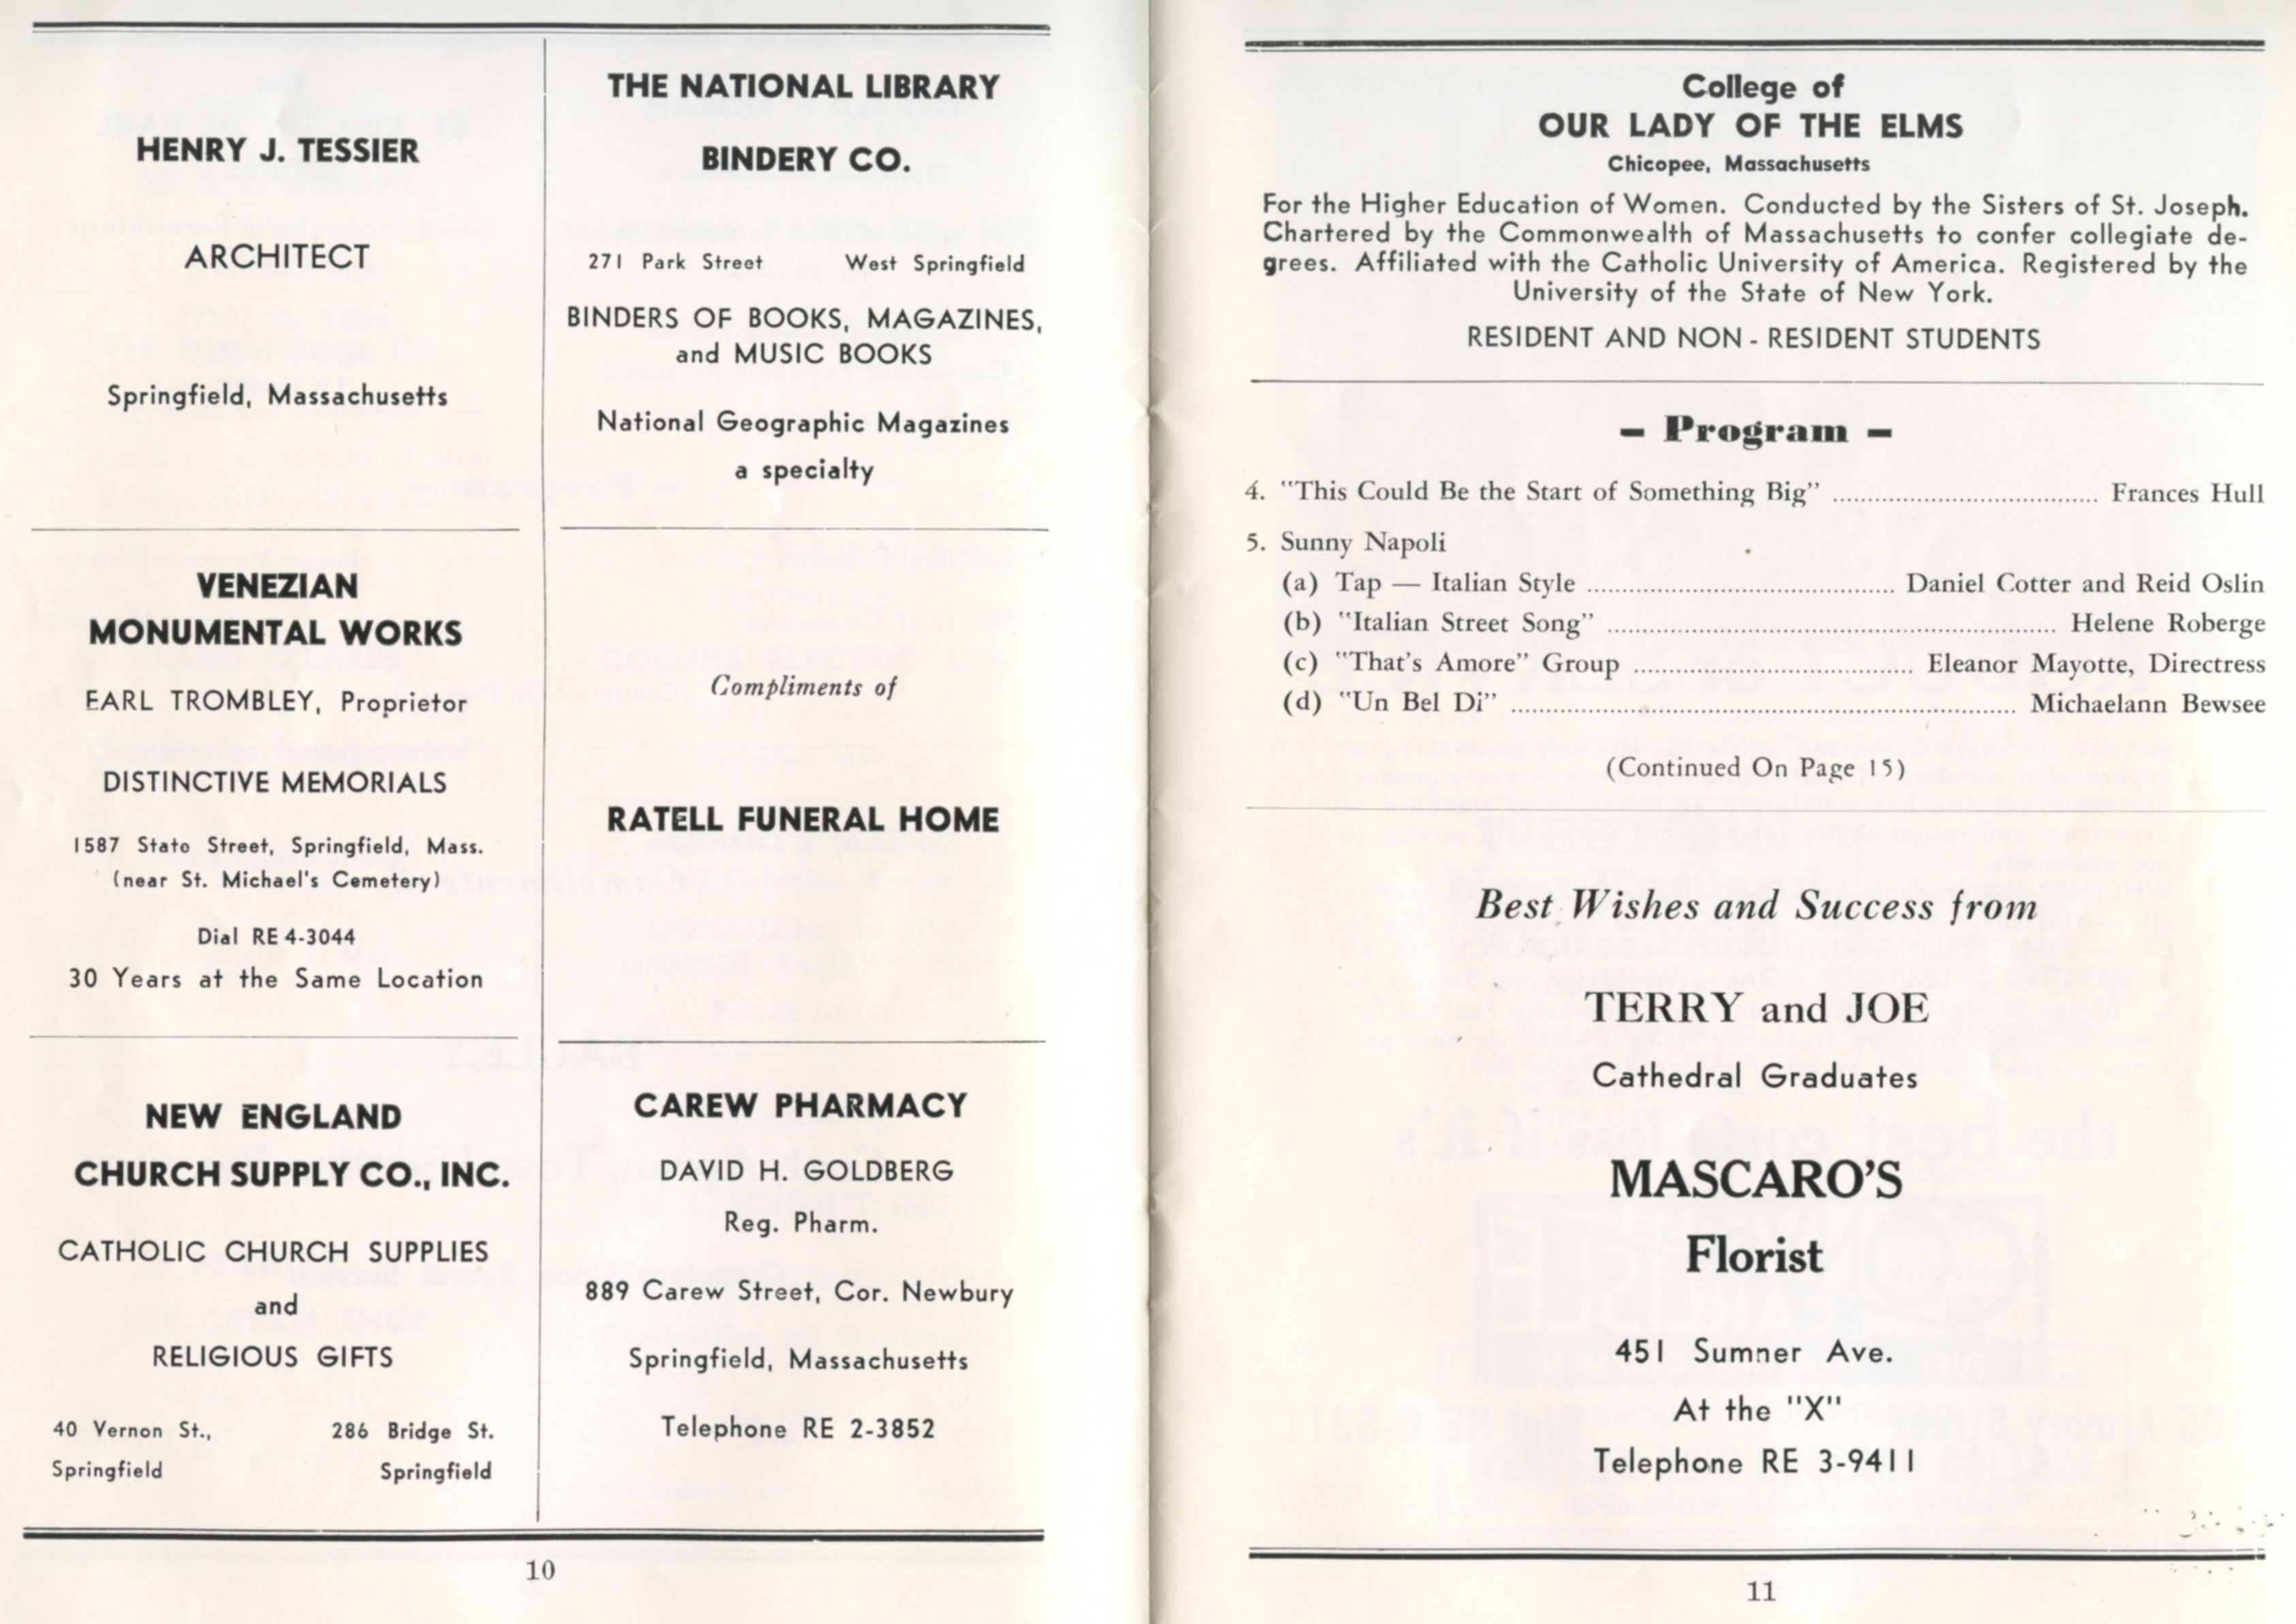 HENRY J. TESSIER
ARCHITECT
Springfield, Massachusetts
VENEZIAN
MONUMENTAL WORKS
EARL TROMBLEY, Proprietor
DISTINCTIVE MEMORIALS
1587 State Street, Springfield, Mass.
(near St. Michael's Cemetery)
Dial RE 4-3044
30 Years at the Same Location
NEW ENGLAND
CHURCH SUPPLY CO., INC.
CATHOLIC CHURCH SUPPLIES
and
RELIGIOUS GIFTS
40 Vernon St., 286 Bridge St.
Springfield Springfield
THE NATIONAL LIBRARY
BINDERY CO.
271 Park Street West Springfield
BINDERS OF BOOKS, MAGAZINES,
and MUSIC BOOKS
National Geographic Magazines
a specialty
Compliments of
RATELL FUNERAL HOME
CAREW PHARMACY
DAVID H. GOLDBERG
Reg. Pharm.
889 Carew Street, Cor. Newbury
Springfield, Massachusetts
Telephone RE 2-3852
10
College of
OUR LADY OF THE ELMS
Chicopee, Massachusetts
For the Higher Education of Women. Conducted by the Sisters of St. Joseph.
Chartered by the Commonwealth of Massachusetts to confer collegiate de-
grees. Affiliated with the Catholic University of America. Registered by the
University of the State of New York.
RESIDENT AND NON - RESIDENT STUDENTS
– Program –
4. "This Could Be the Start of Something Big" .................................... Frances Hull
5. Sunny Napoli
(a) Tap — Italian Style .......................................... Daniel Cotter and Reid Oslin
(b) "Italian Street Song" ............................................................. Helene Roberge
(c) "That's Amore" Group ...................................... Eleanor Mayotte, Directress
(d) "Un Bel Di" .................................................................... Michaelann Bewsee
(Continued On Page 15)
Best Wishes and Success from
TERRY and JOE
Cathedral Graduates
MASCARO'S
Florist
451 Sumner Ave.
At the "X"
Telephone RE 3-9411
11